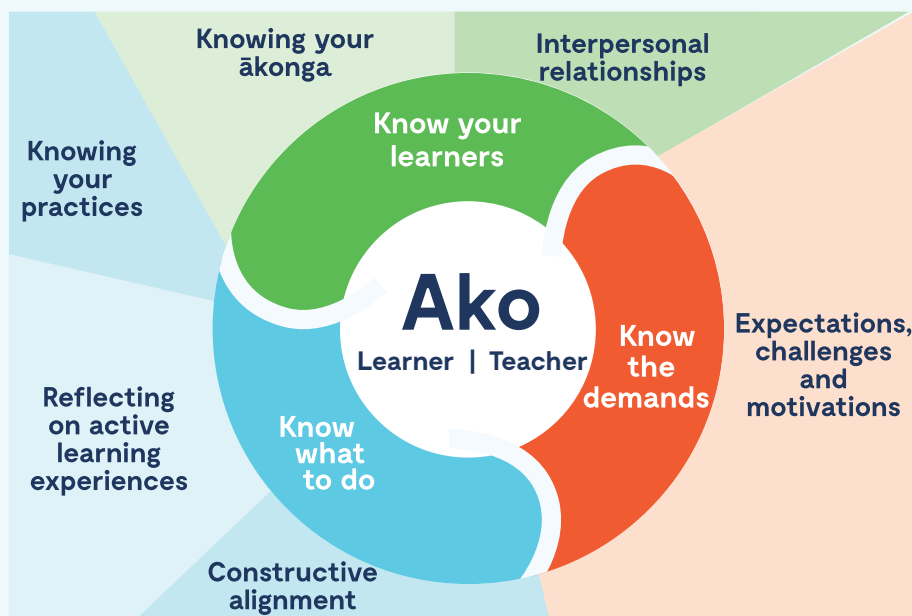 Knowing your
ākonga
Interpersonal
relationships
Know your
learners
Knowing
your
practices
Ako
Learner | Teacher
Know
the
demands
Expectations,
challenges
and
motivations
Reflecting
on active
learning
experiences
Know
what
to do
Constructive
alignment